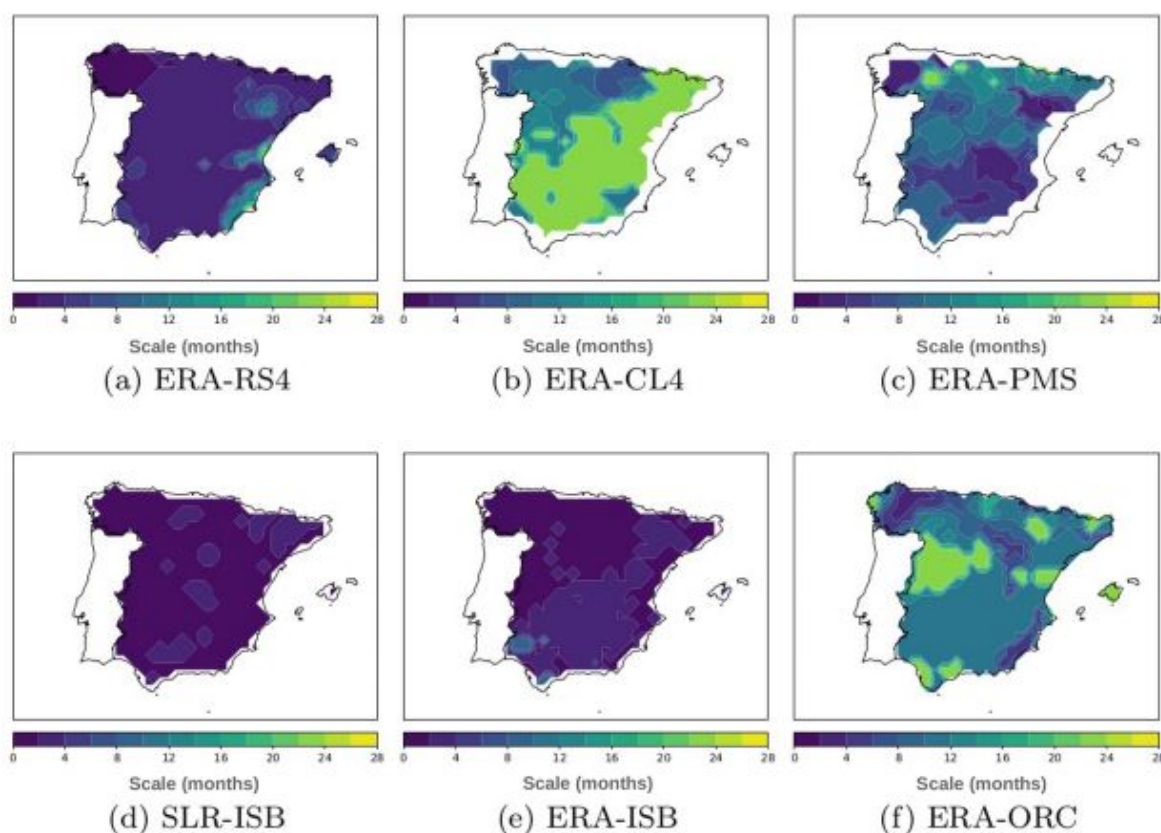 0 4 8 12 16 20 24 28 0 4 8 12 16 20 24 28 0 4 8 12 16 20 24 28
Scale (months) Scale (months) Scale (months)
(a) ERA-RS4 (b) ERA-CL4 (c) ERA-PMS
0 4 8 12 16 20 24 28 0 4 8 12 16 20 24 28 0 4 8 12 16 20 24 28
Scale (months) Scale (months) Scale (months)
(d) SLR-ISB (e) ERA-ISB (f) ERA-ORC